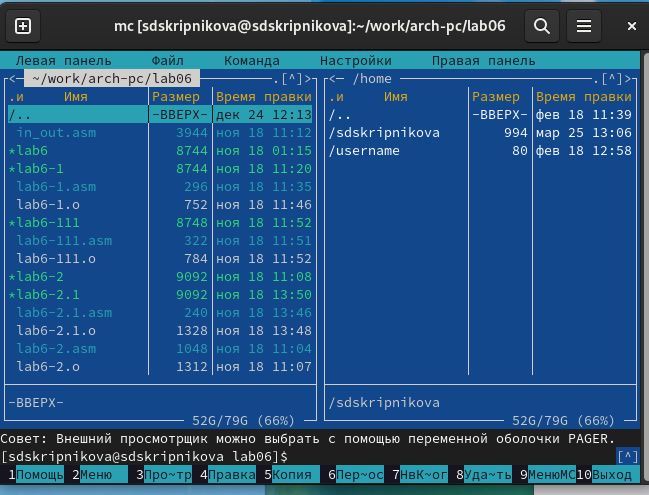 mc [sdskripnikova@sdskripnikova]:~/work/arch-pc/lab06
Левая панель Файл Команда Настройки Правая панель
<─ ~/work/arch-pc/lab06 .[^]> <─ /home .[^]>
.и Имя Размер Время правки .и Имя Размер Время правки
/.. -ВВЕРХ- дек 24 12:13 /.. -ВВЕРХ- фев 18 11:39
in_out.asm 3944 ноя 18 11:12 /sdskripnikova 994 мар 25 13:06
*lab6 8744 ноя 18 01:15 /username 80 фев 18 12:58
*lab6-1 8744 ноя 18 11:20
lab6-1.asm 296 ноя 18 11:35
lab6-1.o 752 ноя 18 11:46
*lab6-111 8748 ноя 18 11:52
lab6-111.asm 322 ноя 18 11:51
lab6-111.o 784 ноя 18 11:52
*lab6-2 9092 ноя 18 11:08
*lab6-2.1 9092 ноя 18 13:50
lab6-2.1.asm 240 ноя 18 13:46
lab6-2.1.o 1328 ноя 18 13:48
lab6-2.asm 1048 ноя 18 11:04
lab6-2.o 1312 ноя 18 11:07
-ВВЕРХ- /sdskripnikova
52G/79G (66%) 52G/79G (66%)
Совет: Внешний просмотрщик можно выбрать с помощью переменной оболочки PAGER.
[sdskripnikova@sdskripnikova lab06]$ [^]
1Помощь 2Меню 3Про~тр 4Правка 5Копия 6Пер~ос 7НвК~ог 8Уда~ть 9МенюMC 10Выход